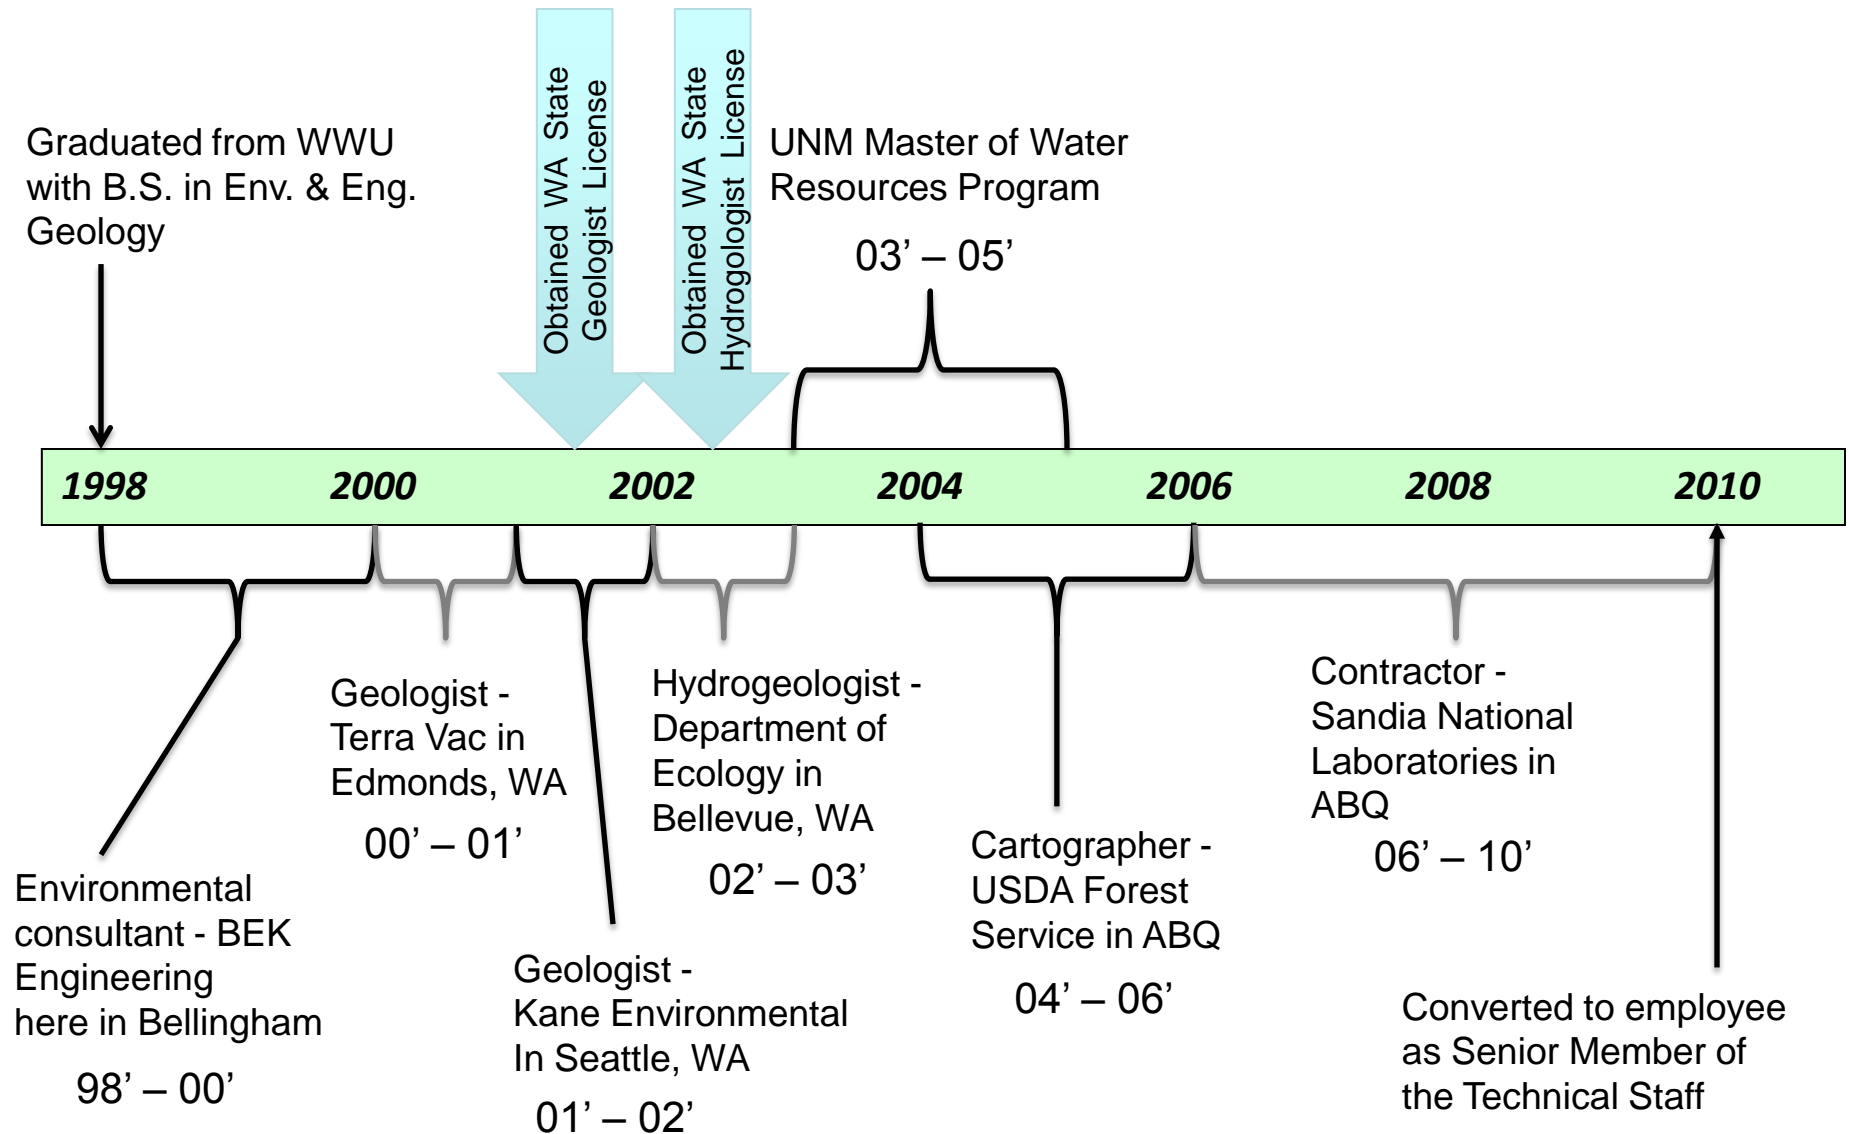 Graduated from WWU
with B.S. in Env. & Eng.
Geology
Obtained WA State
Geologist License
Obtained WA State
Hydrogologist License
UNM Master of Water
Resources Program
03’ – 05’
1998 2000 2002 2004 2006 2008 2010
Environmental
consultant - BEK
Engineering
here in Bellingham
98’ – 00’
Geologist -
Terra Vac in
Edmonds, WA
00’ – 01’
Geologist -
Kane Environmental
In Seattle, WA
01’ – 02’
Hydrogeologist -
Department of
Ecology in
Bellevue, WA
02’ – 03’
Cartographer -
USDA Forest
Service in ABQ
04’ – 06’
Contractor -
Sandia National
Laboratories in
ABQ
06’ – 10’
Converted to employee
as Senior Member of
the Technical Staff